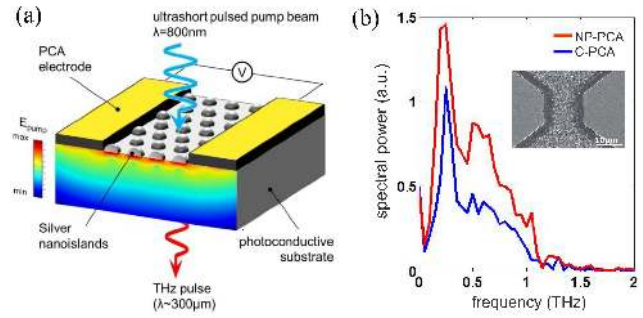 (a)
ultrashort pulsed pump beam
λ=800nm
PCA
electrode
V
E pump
max
min
Silver
nanoislands
photoconductive
substrate
THz pulse
(λ~300µm)
(b)
NP-PCA
C-PCA
10µm
spectral power (a.u.)
1.5
1
0.5
0
0 0.5 1 1.5 2
frequency (THz)